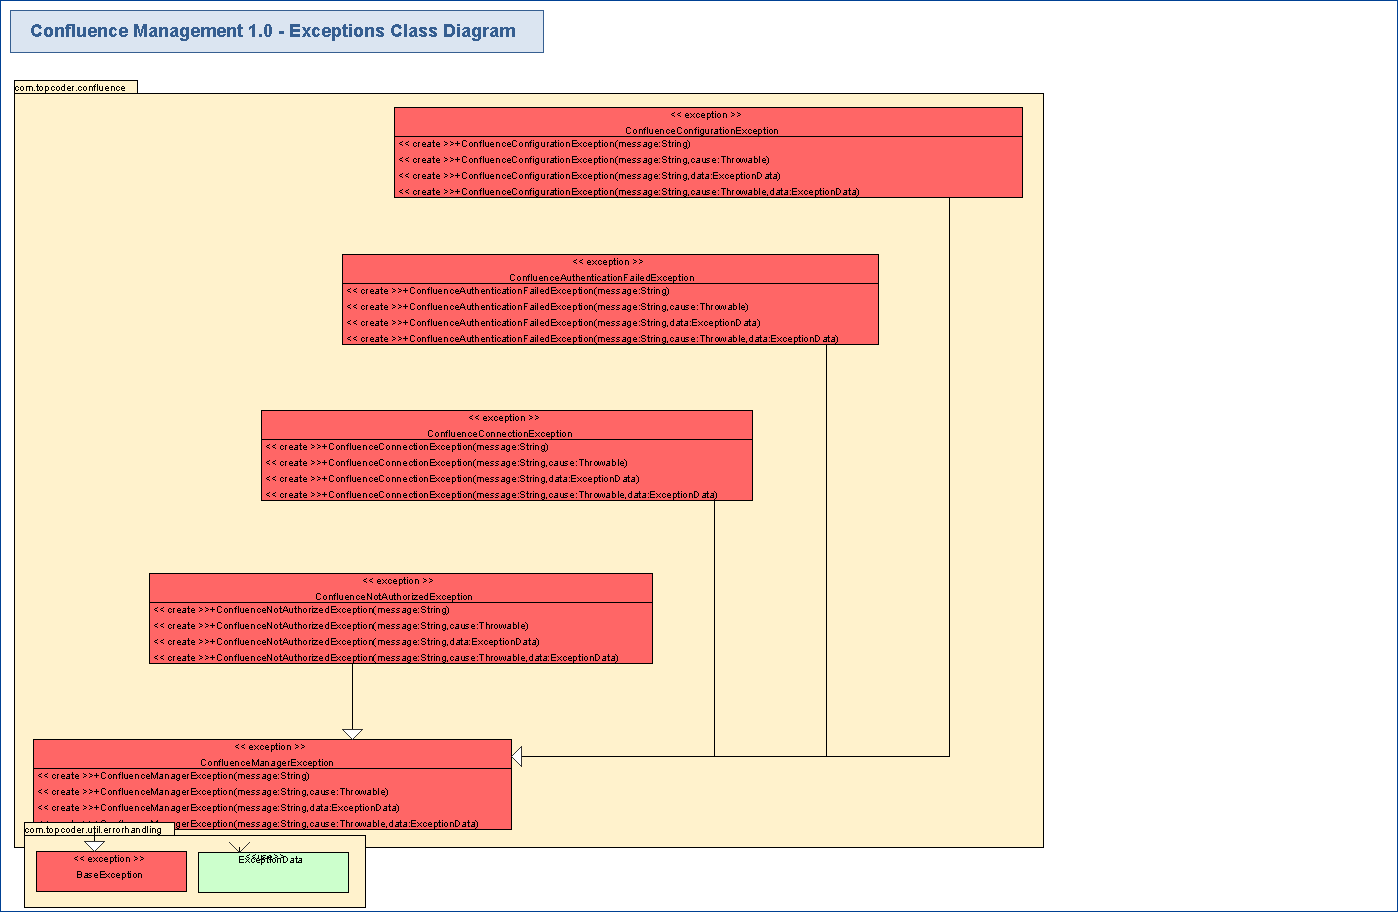 Confluence Management 1.0 - Exceptions Class Diagram
com.topcoder.confluence
<< exception >>
ConfluenceConfigurationException
<< create >>+ConfluenceConfigurationException(message:String)
<< create >>+ConfluenceConfigurationException(message:String,cause:Throwable)
<< create >>+ConfluenceConfigurationException(message:String,data:ExceptionData)
<< create >>+ConfluenceConfigurationException(message:String,cause:Throwable,data:ExceptionData)
<< exception >>
ConfluenceAuthenticationFailedException
<< create >>+ConfluenceAuthenticationFailedException(message:String)
<< create >>+ConfluenceAuthenticationFailedException(message:String,cause:Throwable)
<< create >>+ConfluenceAuthenticationFailedException(message:String,data:ExceptionData)
<< create >>+ConfluenceAuthenticationFailedException(message:String,cause:Throwable,data:ExceptionData)
<< exception >>
ConfluenceConnectionException
<< create >>+ConfluenceConnectionException(message:String)
<< create >>+ConfluenceConnectionException(message:String,cause:Throwable)
<< create >>+ConfluenceConnectionException(message:String,data:ExceptionData)
<< create >>+ConfluenceConnectionException(message:String,cause:Throwable,data:ExceptionData)
<< exception >>
ConfluenceNotAuthorizedException
<< create >>+ConfluenceNotAuthorizedException(message:String)
<< create >>+ConfluenceNotAuthorizedException(message:String,cause:Throwable)
<< create >>+ConfluenceNotAuthorizedException(message:String,data:ExceptionData)
<< create >>+ConfluenceNotAuthorizedException(message:String,cause:Throwable,data:ExceptionData)
<< exception >>
ConfluenceManagerException
<< create >>+ConfluenceManagerException(message:String)
<< create >>+ConfluenceManagerException(message:String,cause:Throwable)
<< create >>+ConfluenceManagerException(message:String,data:ExceptionData)
<< create >>+ConfluenceManagerException(message:String,cause:Throwable,data:ExceptionData)
com.topcoder.util.errorhandling
<< exception >>
BaseException
<<use>>
ExceptionData